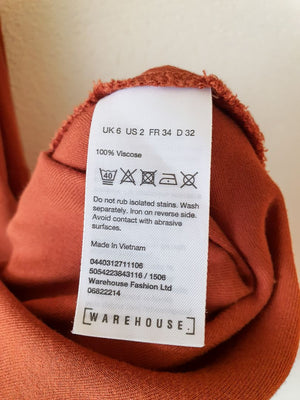 UK 6 US 2 FR 34 D 32
100% Viscose
40
Do not rub isolated stains. Wash
separately. Iron on reverse side.
Avoid contact with abrasive
surfaces.
Made In Vietnam
0440312711106
5054223843116 / 1506
Warehouse Fashion Ltd
06822214
[WAREHOUSE.]